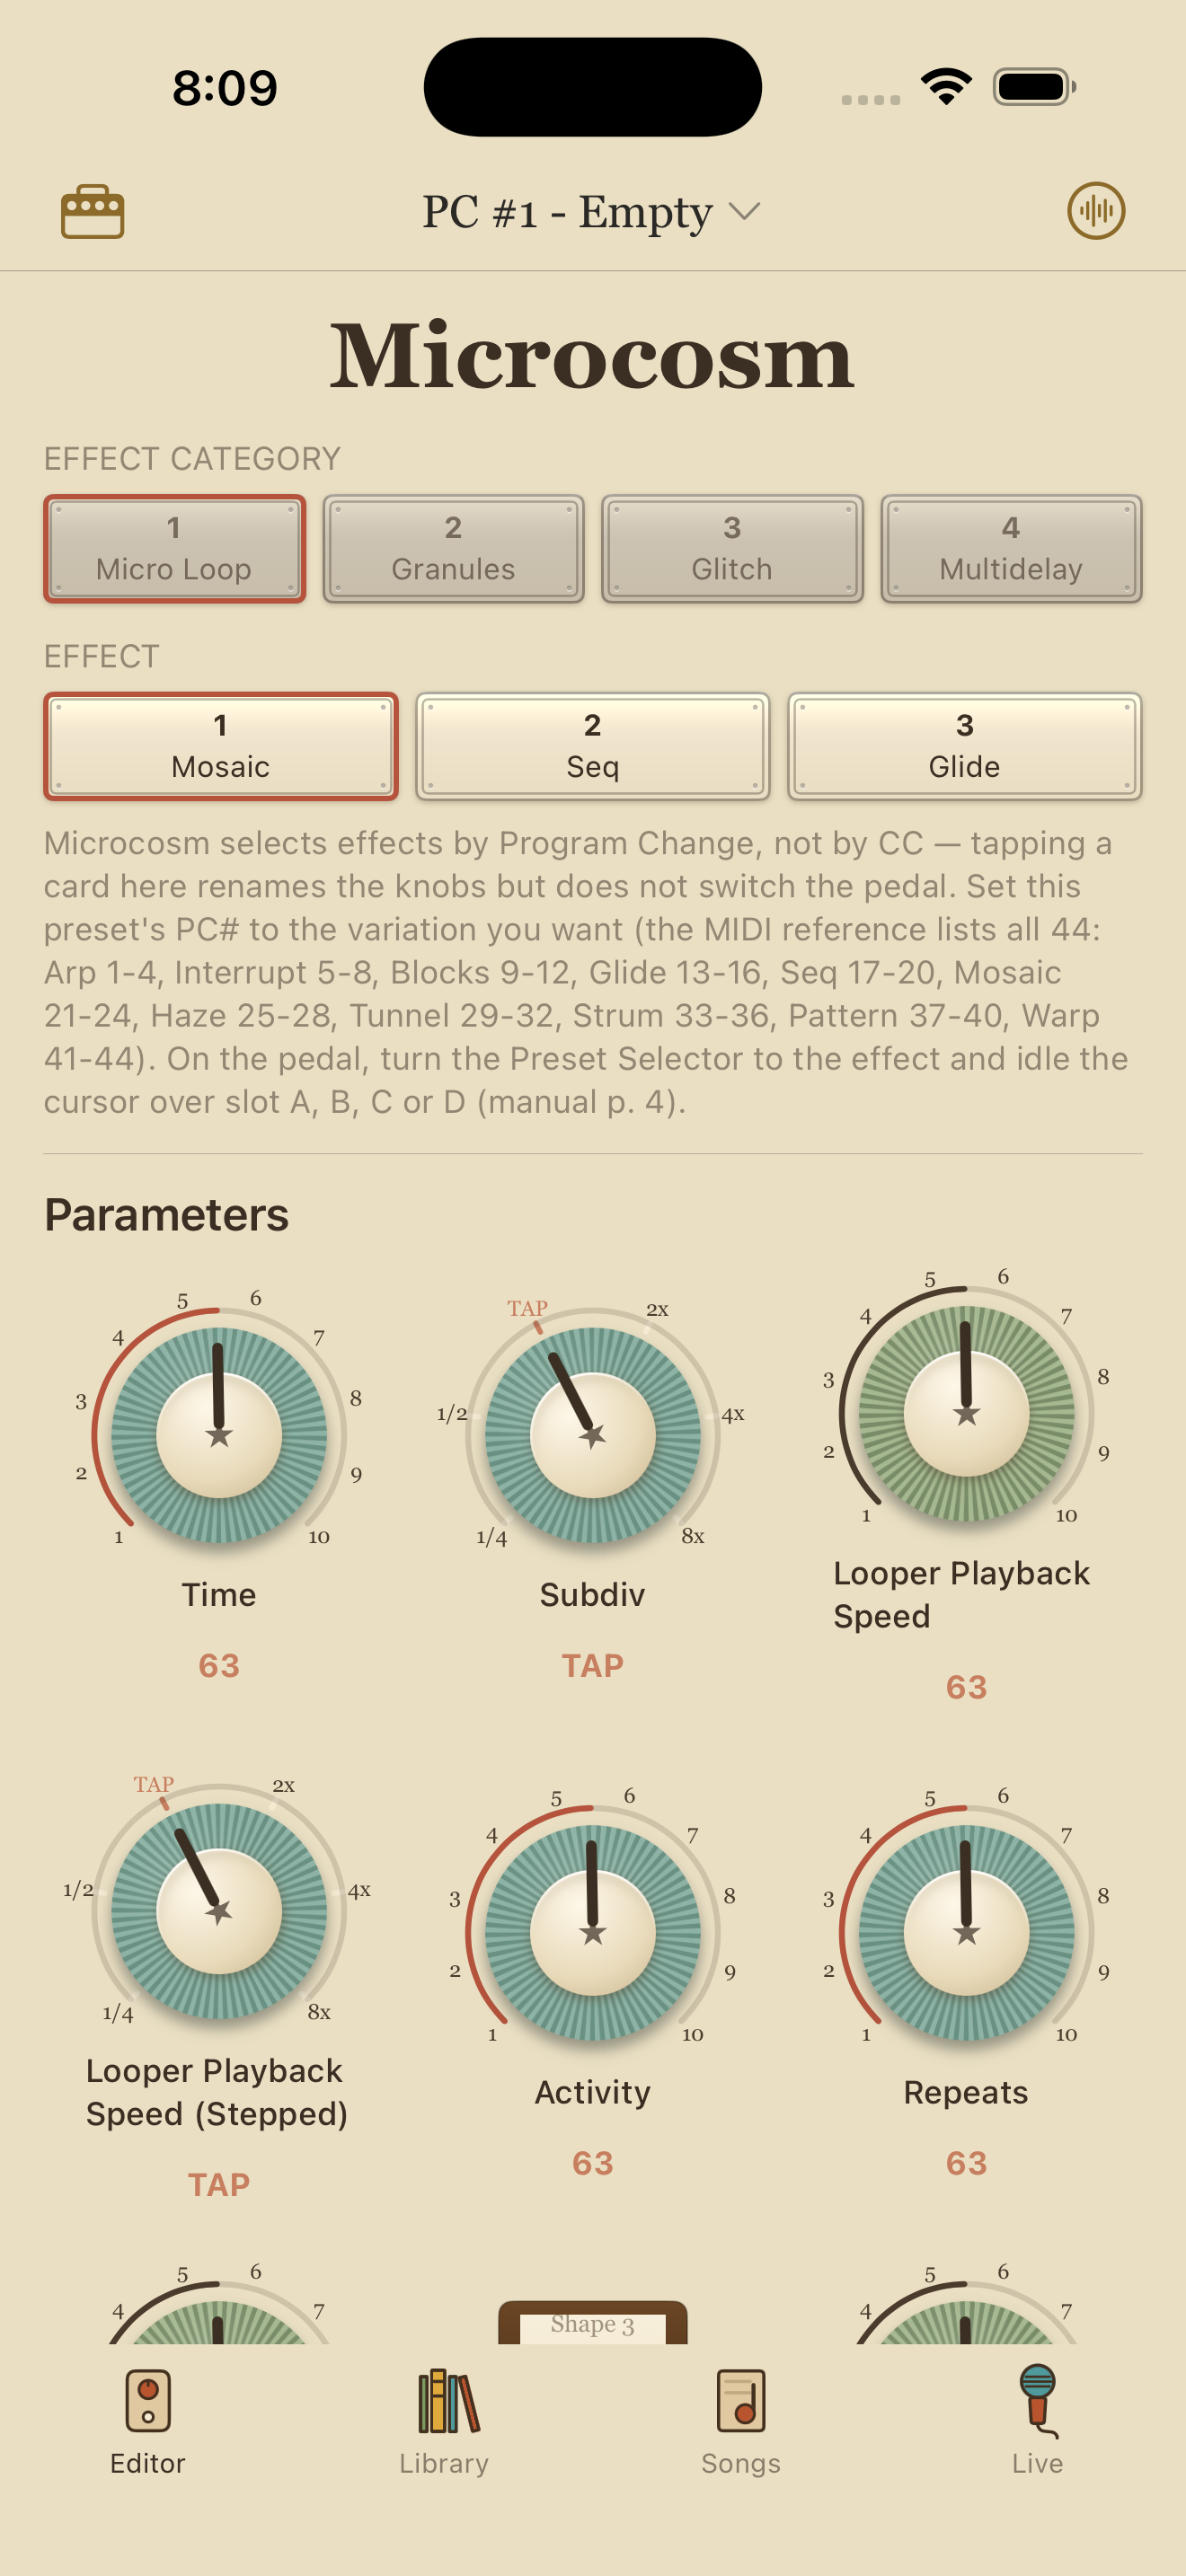 8:09
PC #1 - Empty
Microcosm
EFFECT CATEGORY
1
Micro Loop
2
Granules
3
Glitch
4
Multidelay
EFFECT
1
Mosaic
2
Seq
3
Glide
Microcosm selects effects by Program Change, not by CC — tapping a
card here renames the knobs but does not switch the pedal. Set this
preset's PC# to the variation you want (the MIDI reference lists all 44:
Arp 1-4, Interrupt 5-8, Blocks 9-12, Glide 13-16, Seq 17-20, Mosaic
21-24, Haze 25-28, Tunnel 29-32, Strum 33-36, Pattern 37-40, Warp
41-44). On the pedal, turn the Preset Selector to the effect and idle the
cursor over slot A, B, C or D (manual p. 4).
Parameters
1 2 3 4 5 6 7 8 9 10
Time
63
1/4 1/2 TAP 2x 4x 8x
Subdiv
TAP
1 2 3 4 5 6 7 8 9 10
Looper Playback
Speed
63
1/4 1/2 TAP 2x 4x 8x
Looper Playback
Speed (Stepped)
TAP
1 2 3 4 5 6 7 8 9 10
Activity
63
1 2 3 4 5 6 7 8 9 10
Repeats
63
4 5 6 7
Shape 3
4 5 6 7
Editor
Library
Songs
Live